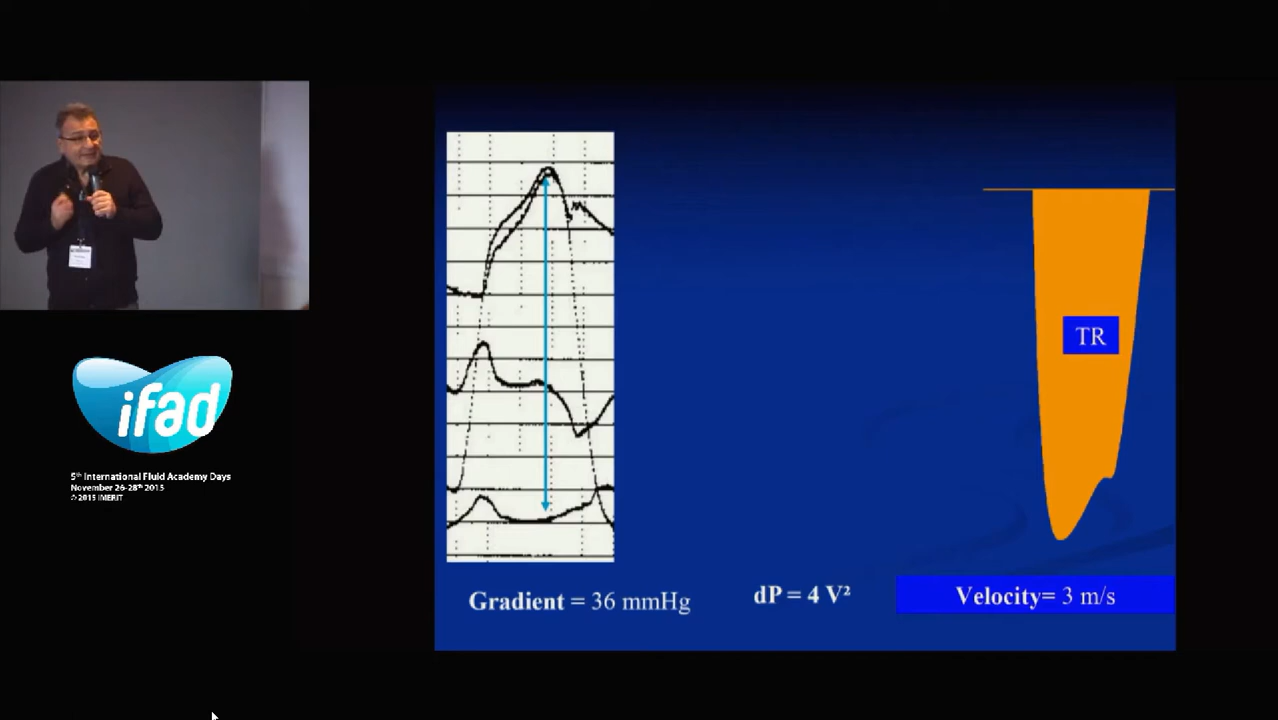 ifad
5th International Fluid Academy Days
November 26-28th 2015
© 2015 iMERiT
TR
Gradient = 36 mmHg
dP = 4 V²
Velocity= 3 m/s